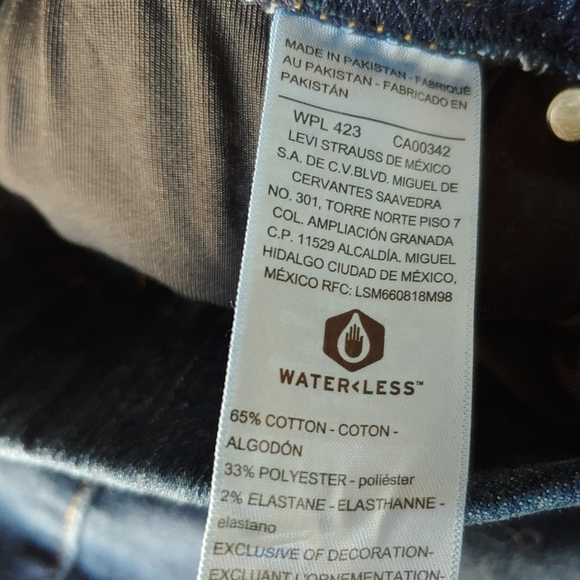 MADE IN PAKISTAN - FABRIQUÉ
AU PAKISTAN - FABRICADO EN
PAKISTÁN
WPL 423 CA00342
LEVI STRAUSS DE MÉXICO
S.A. DE C.V.BLVD. MIGUEL DE
CERVANTES SAAVEDRA
NO. 301, TORRE NORTE PISO 7
COL. AMPLIACIÓN GRANADA
C.P. 11529 ALCALDÍA. MIGUEL
HIDALGO CIUDAD DE MÉXICO,
MÉXICO RFC: LSM660818M98
WATER<LESS™
65% COTTON - COTON -
ALGODÓN
33% POLYESTER - poliéster
2% ELASTANE - ELASTHANNE -
elastano
EXCLUSIVE OF DECORATION-
EXCLUANT L'ORNEMENTATION-